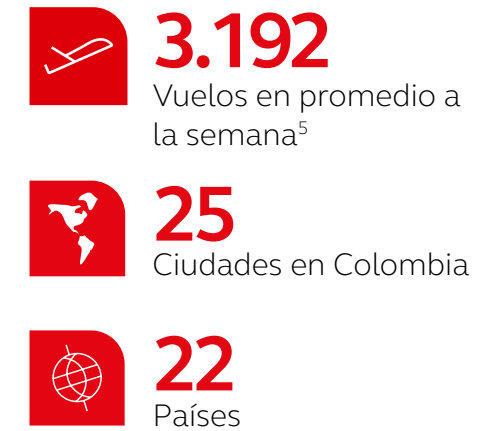 3.192
Vuelos en promedio a
la semana⁵
25
Ciudades en Colombia
22
Países